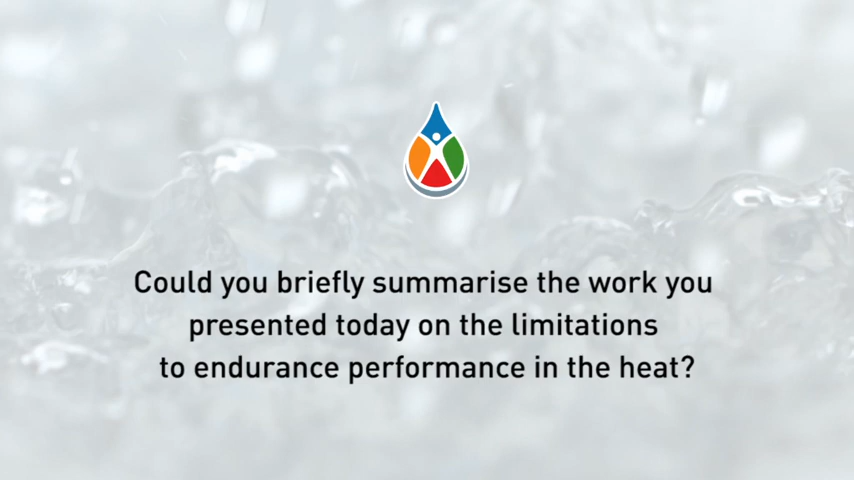 Could you briefly summarise the work you
presented today on the limitations
to endurance performance in the heat?